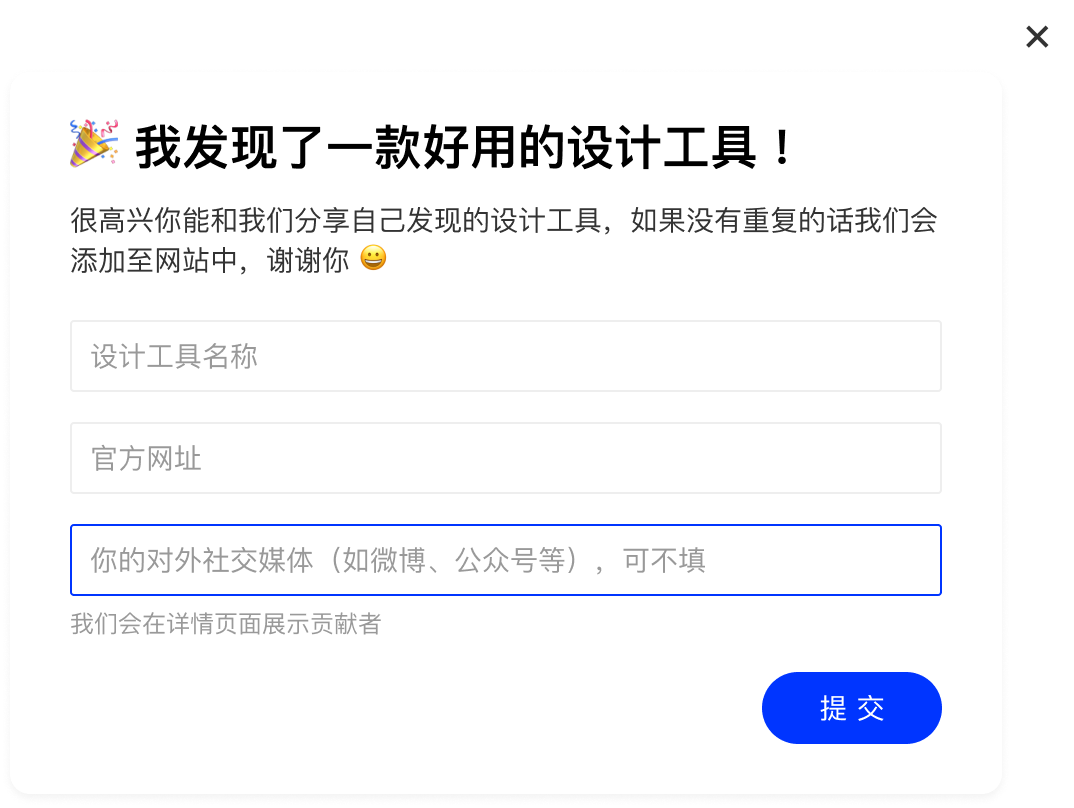 🎉 我发现了一款好用的设计工具！
很高兴你能和我们分享自己发现的设计工具，如果没有重复的话我们会
添加至网站中，谢谢你 😀
设计工具名称
官方网址
你的对外社交媒体（如微博、公众号等），可不填
我们会在详情页面展示贡献者
提 交